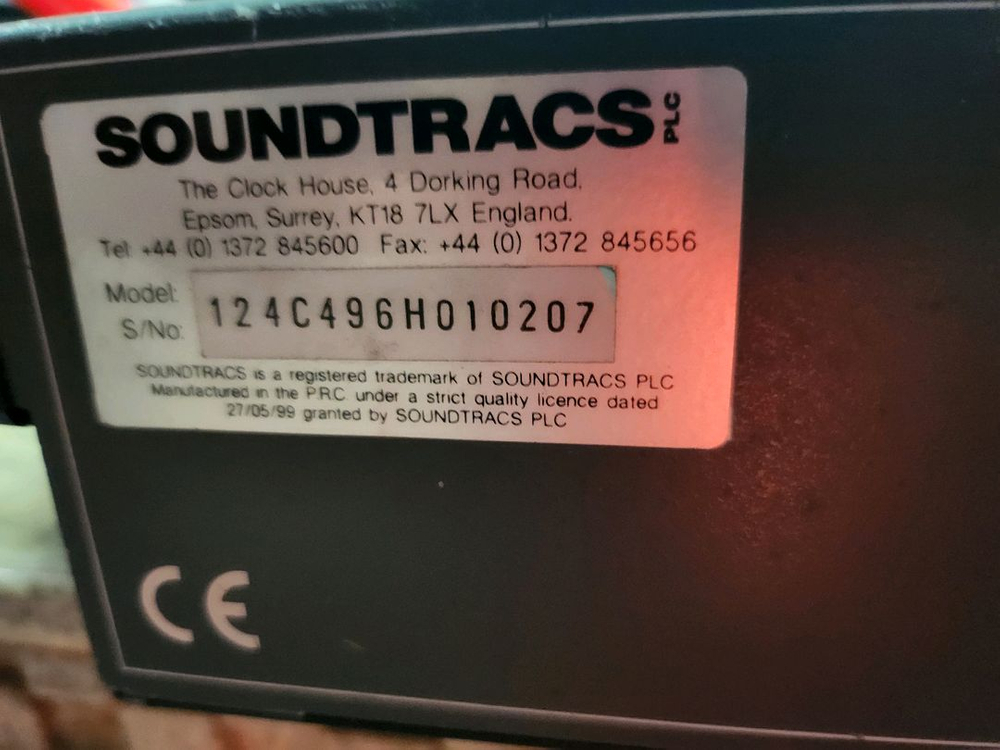 SOUNDTRACS PLC
The Clock House, 4 Dorking Road,
Epsom, Surrey, KT18 7LX England.
Tel: +44 (0) 1372 845600 Fax: +44 (0) 1372 845656
Model:
S/No:
124C496H010207
SOUNDTRACS is a registered trademark of SOUNDTRACS PLC
Manufactured in the P.R.C. under a strict quality licence dated
27/05/99 granted by SOUNDTRACS PLC
CE